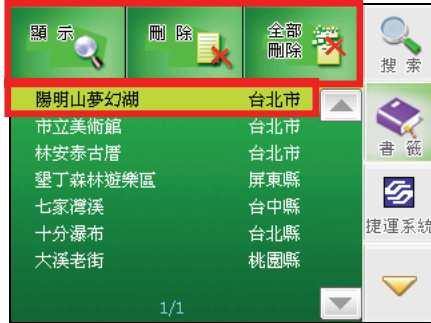 顯示
刪除
全部
刪除
搜索
陽明山夢幻湖 台北市
市立美術館 台北市
林安泰古厝 台北市
墾丁森林遊樂區 屏東縣
七家灣溪 台中縣
十分瀑布 台北縣
大溪老街 桃園縣
1/1
書籤
捷運系統